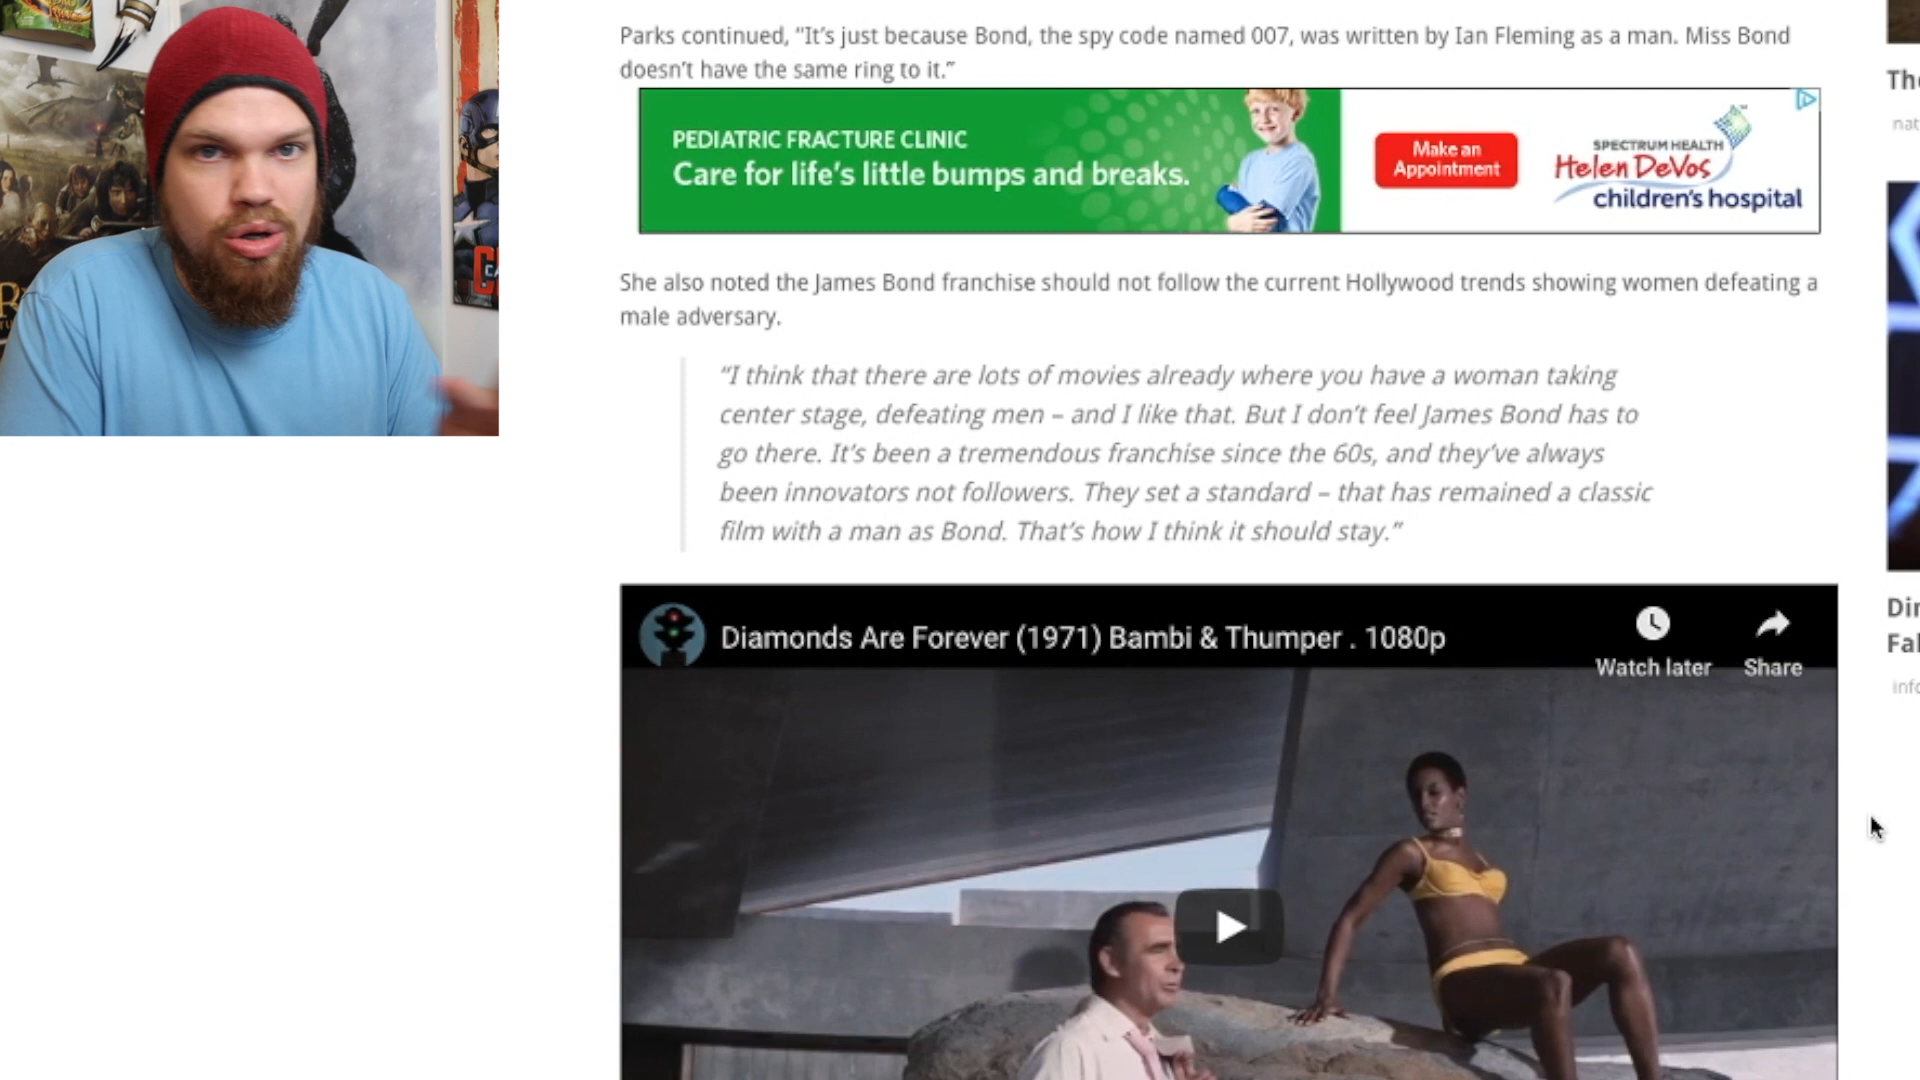 Parks continued, “It’s just because Bond, the spy code named 007, was written by Ian Fleming as a man. Miss Bond
doesn’t have the same ring to it.”
PEDIATRIC FRACTURE CLINIC
Care for life’s little bumps and breaks.
Make an
Appointment
SPECTRUM HEALTH
Helen DeVos
children’s hospital
She also noted the James Bond franchise should not follow the current Hollywood trends showing women defeating a
male adversary.
“I think that there are lots of movies already where you have a woman taking
center stage, defeating men – and I like that. But I don’t feel James Bond has to
go there. It’s been a tremendous franchise since the 60s, and they’ve always
been innovators not followers. They set a standard – that has remained a classic
film with a man as Bond. That’s how I think it should stay.”
Diamonds Are Forever (1971) Bambi & Thumper . 1080p
Watch later
Share